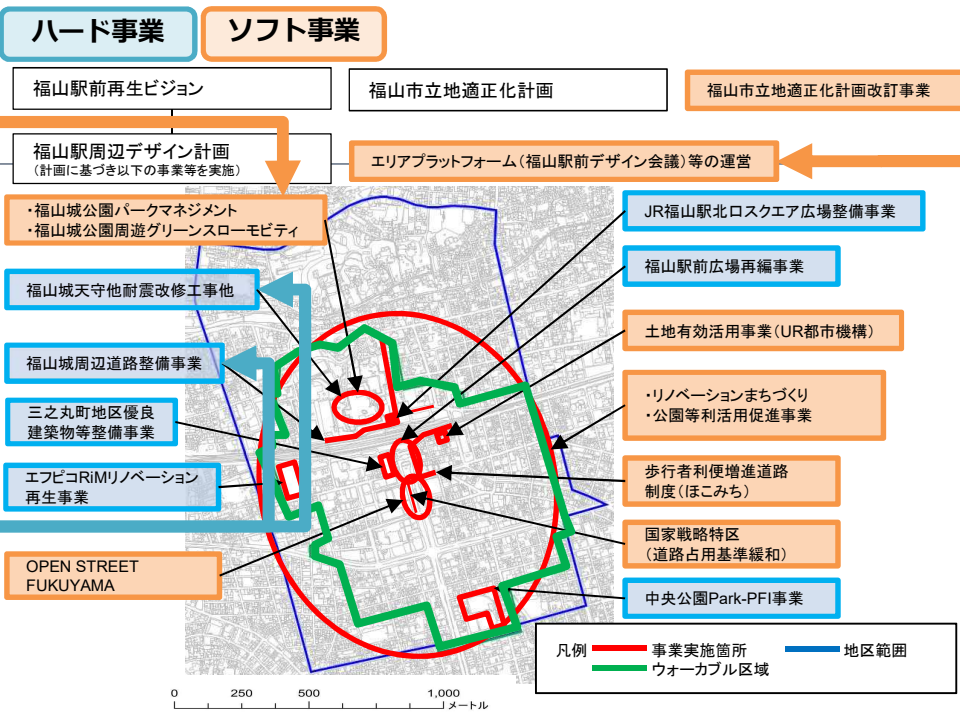 ハード事業
ソフト事業
福山駅前再生ビジョン
福山市立地適正化計画
福山市立地適正化計画改訂事業
福山駅周辺デザイン計画
(計画に基づき以下の事業等を実施)
エリアプラットフォーム(福山駅前デザイン会議)等の運営
・福山城公園パークマネジメント
・福山城公園周遊グリーンスローモビティ
福山城天守他耐震改修工事他
福山城周辺道路整備事業
三之丸町地区優良
建築物等整備事業
エフピコRiMリノベーション
再生事業
OPEN STREET
FUKUYAMA
JR福山駅北口スクエア広場整備事業
福山駅前広場再編事業
土地有効活用事業(UR都市機構)
・リノベーションまちづくり
・公園等利活用促進事業
歩行者利便増進道路
制度(ほこみち)
国家戦略特区
(道路占用基準緩和)
中央公園Park-PFI事業
凡例 事業実施箇所 地区範囲
ウォーカブル区域
0 250 500 1,000
メートル